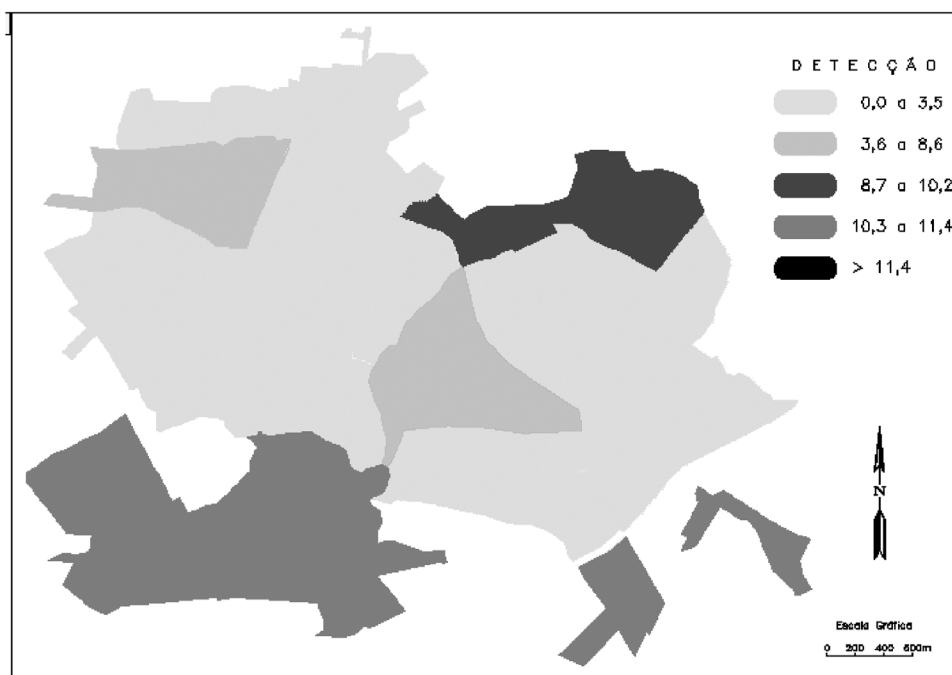 D E T E C Ç Ã O
0,0 a 3,5
3,6 a 8,6
8,7 a 10,2
10,3 a 11,4
> 11,4
N
Escala Gráfica
0 200 400 600m